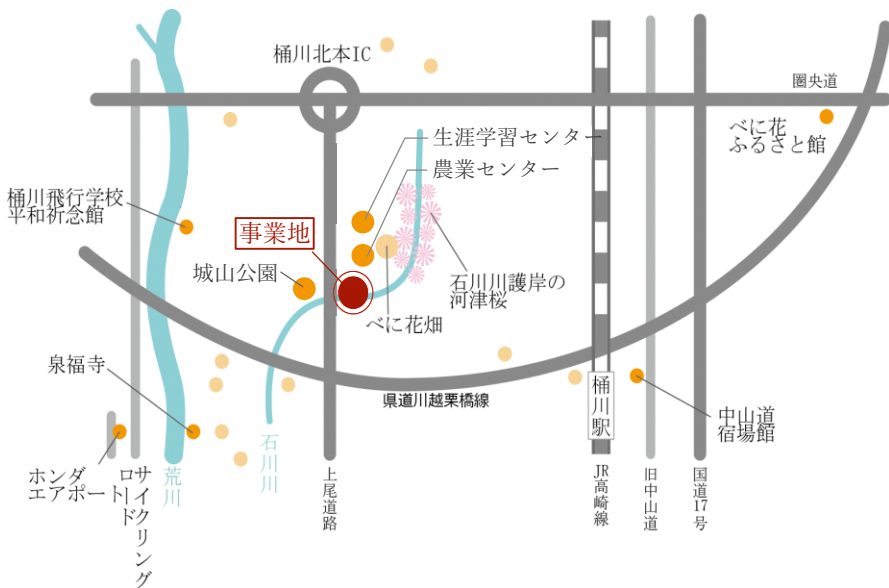 桶川北本IC
圏央道
べに花
ふるさと館
生涯学習センター
農業センター
桶川飛行学校
平和祈念館
事業地
城山公園
石川川護岸の
河津桜
べに花畑
泉福寺
県道川越栗橋線
桶川駅
中山道
宿場館
ホンダ
エアポート
サイクリング
ロード
荒川
石川川
上尾道路
JR高崎線
旧中山道
国道17号